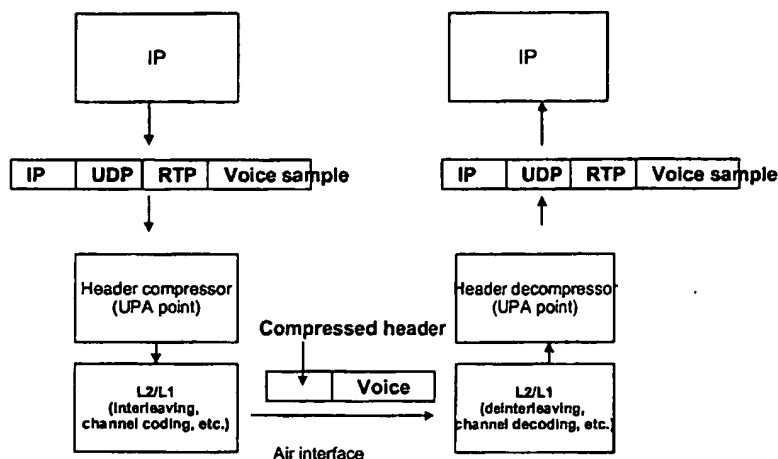 IP
IP
IP UDP RTP Voice sample
IP UDP RTP Voice sample
Header compressor
(UPA point)
Header decompressor
(UPA point)
Compressed header
L2/L1
(interleaving,
channel coding, etc.)
Voice
L2/L1
(deinterleaving,
channel decoding, etc.)
Air interface